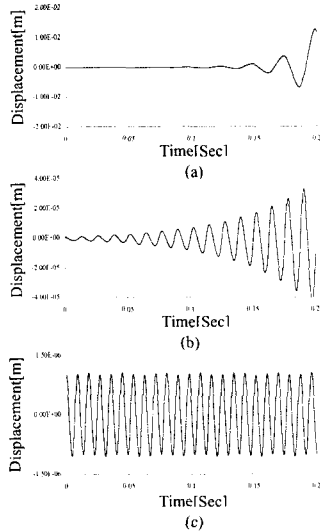 Displacement[m]
2.00E-02
1.00E-02
0.00E+00
-1.00E-02
-2.00E-02
0
0.05
0.1
0.15
0.2
Time[Sec]
(a)
Displacement[m]
4.00E-05
2.00E-05
0.00E+00
-2.00E-05
-4.00E-05
0
0.05
0.1
0.15
0.2
Time[Sec]
(b)
Displacement[m]
1.50E-06
0.00E+00
-1.50E-06
0
0.05
0.1
0.15
0.2
Time[Sec]
(c)